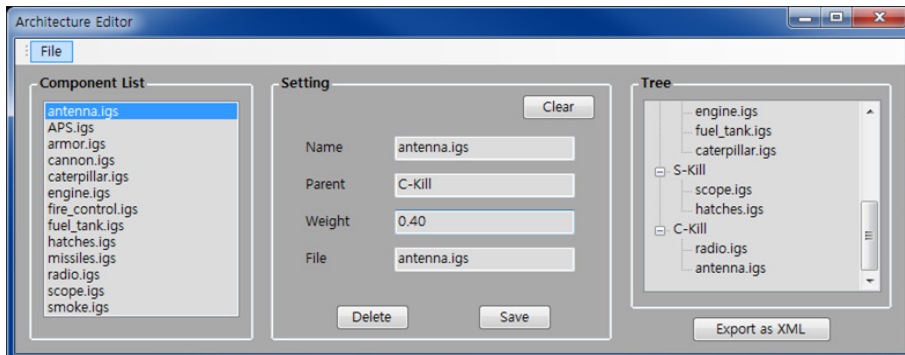 Architecture Editor
File
Component List
antenna.igs
APS.igs
armor.igs
cannon.igs
caterpillar.igs
engine.igs
fire_control.igs
fuel_tank.igs
hatches.igs
missiles.igs
radio.igs
scope.igs
smoke.igs
Setting
Clear
Name antenna.igs
Parent C-Kill
Weight 0.40
File antenna.igs
Delete Save
Tree
engine.igs
fuel_tank.igs
caterpillar.igs
S-Kill
scope.igs
hatches.igs
C-Kill
radio.igs
antenna.igs
Export as XML